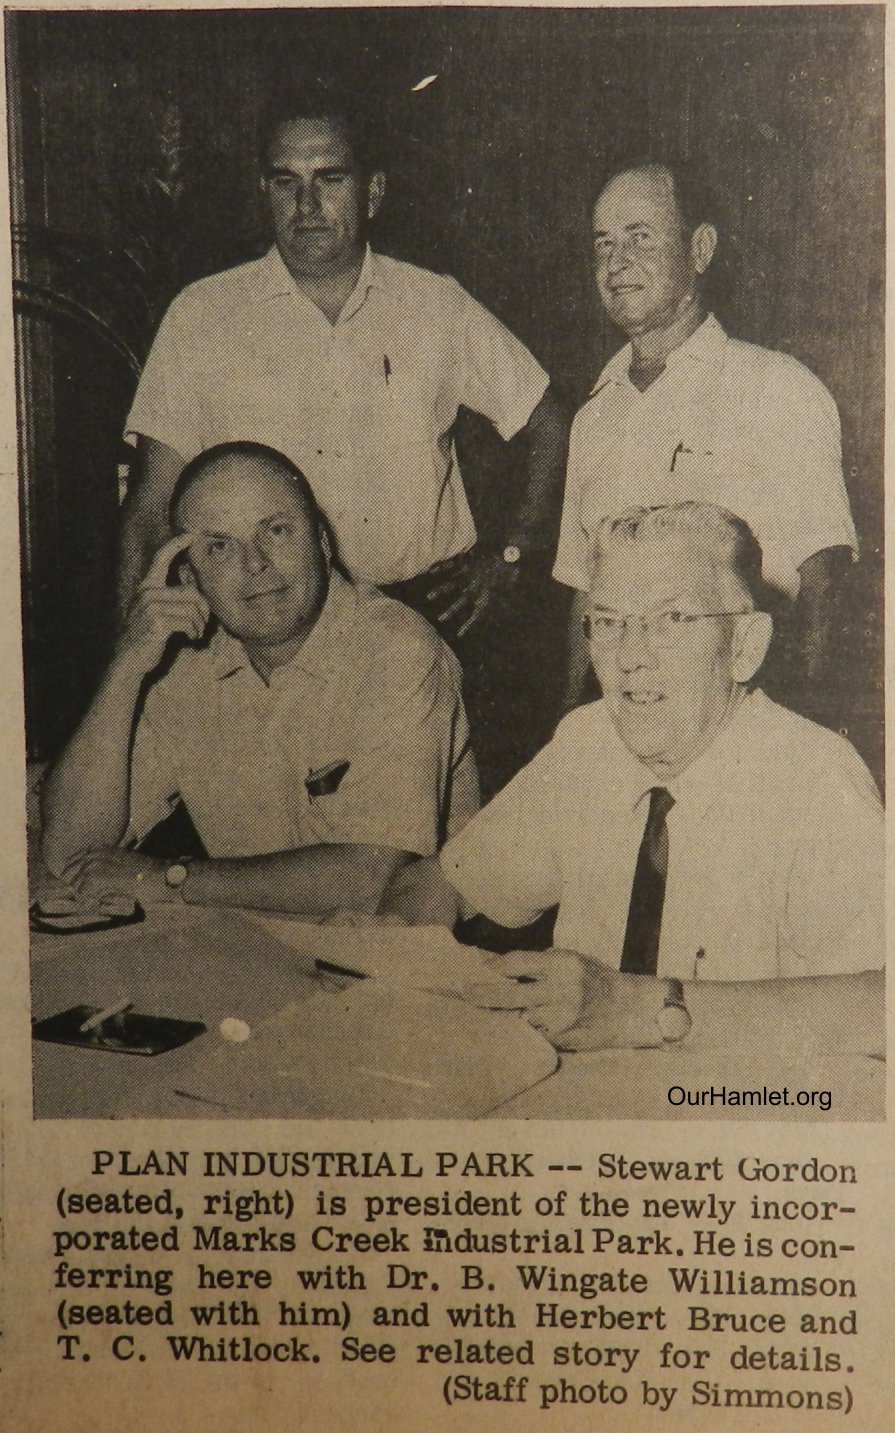 OurHamlet.org
PLAN INDUSTRIAL PARK -- Stewart Gordon
(seated, right) is president of the newly incor-
porated Marks Creek Industrial Park. He is con-
ferring here with Dr. B. Wingate Williamson
(seated with him) and with Herbert Bruce and
T. C. Whitlock. See related story for details.
(Staff photo by Simmons)